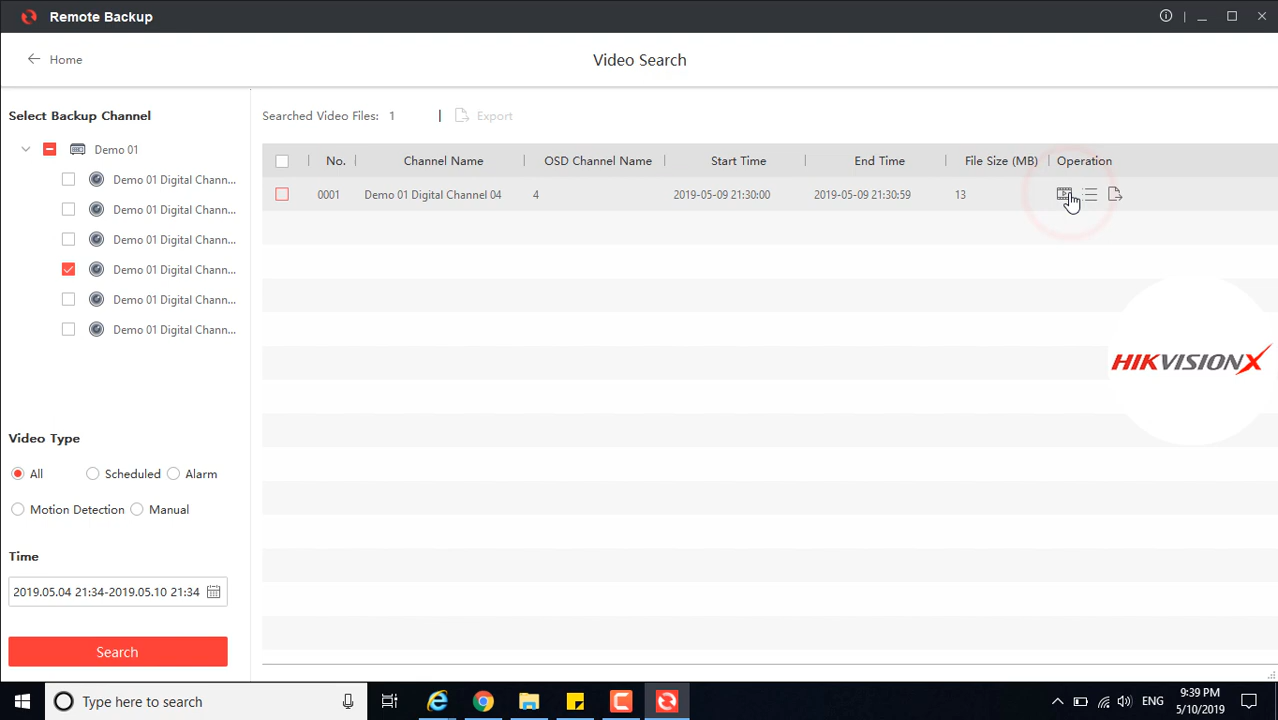 Remote Backup
Home
Video Search
Select Backup Channel
Demo 01
Demo 01 Digital Chann...
Demo 01 Digital Chann...
Demo 01 Digital Chann...
Demo 01 Digital Chann...
Demo 01 Digital Chann...
Demo 01 Digital Chann...
Video Type
All Scheduled Alarm
Motion Detection Manual
Time
2019.05.04 21:34-2019.05.10 21:34
Search
Searched Video Files: 1 | Export
No. Channel Name OSD Channel Name Start Time End Time File Size (MB) Operation
0001 Demo 01 Digital Channel 04 4 2019-05-09 21:30:00 2019-05-09 21:30:59 13
HIKVISIONX
Type here to search
ENG
9:39 PM
5/10/2019